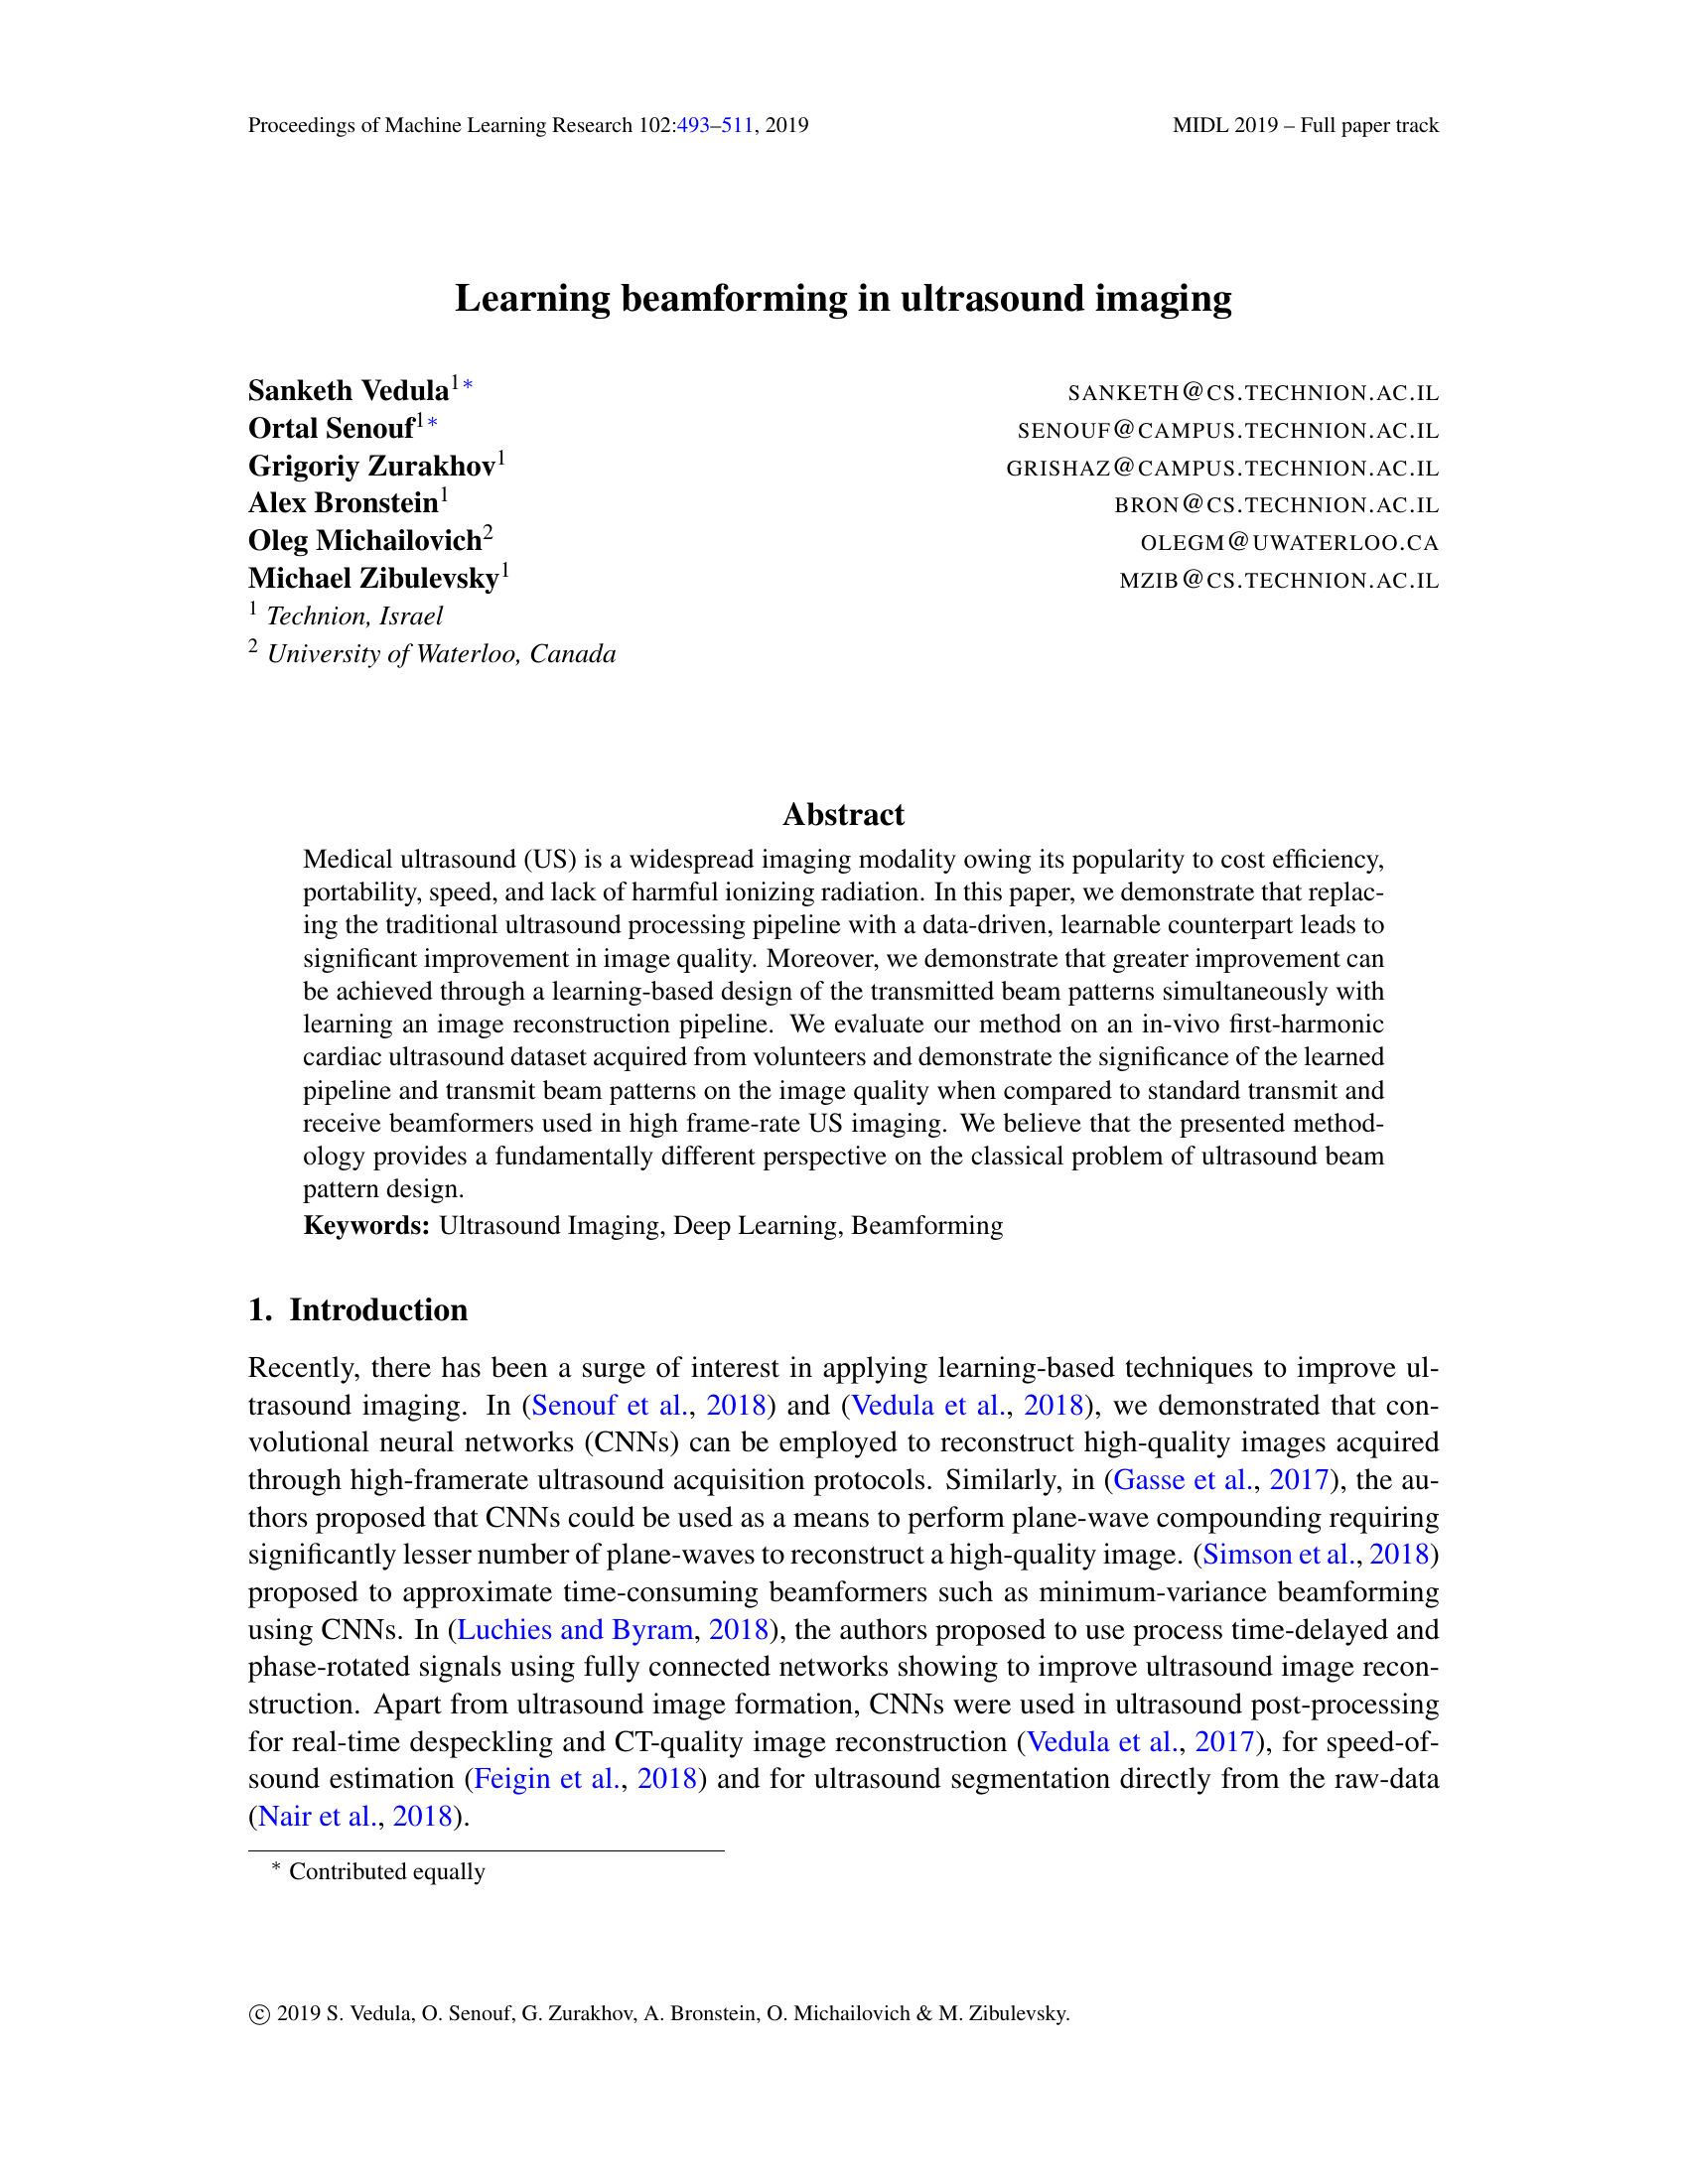 Proceedings of Machine Learning Research 102:493–511, 2019 MIDL 2019 – Full paper track
Learning beamforming in ultrasound imaging
Sanketh Vedula1* SANKETH@CS.TECHNION.AC.IL
Ortal Senouf1* SENOUF@CAMPUS.TECHNION.AC.IL
Grigoriy Zurakhov1 GRISHAZ@CAMPUS.TECHNION.AC.IL
Alex Bronstein1 BRON@CS.TECHNION.AC.IL
Oleg Michailovich2 OLEGM@UWATERLOO.CA
Michael Zibulevsky1 MZIB@CS.TECHNION.AC.IL
1 Technion, Israel
2 University of Waterloo, Canada
Abstract
Medical ultrasound (US) is a widespread imaging modality owing its popularity to cost efficiency,
portability, speed, and lack of harmful ionizing radiation. In this paper, we demonstrate that replac-
ing the traditional ultrasound processing pipeline with a data-driven, learnable counterpart leads to
significant improvement in image quality. Moreover, we demonstrate that greater improvement can
be achieved through a learning-based design of the transmitted beam patterns simultaneously with
learning an image reconstruction pipeline. We evaluate our method on an in-vivo first-harmonic
cardiac ultrasound dataset acquired from volunteers and demonstrate the significance of the learned
pipeline and transmit beam patterns on the image quality when compared to standard transmit and
receive beamformers used in high frame-rate US imaging. We believe that the presented method-
ology provides a fundamentally different perspective on the classical problem of ultrasound beam
pattern design.
Keywords: Ultrasound Imaging, Deep Learning, Beamforming
1. Introduction
Recently, there has been a surge of interest in applying learning-based techniques to improve ul-
trasound imaging. In (Senouf et al., 2018) and (Vedula et al., 2018), we demonstrated that con-
volutional neural networks (CNNs) can be employed to reconstruct high-quality images acquired
through high-framerate ultrasound acquisition protocols. Similarly, in (Gasse et al., 2017), the au-
thors proposed that CNNs could be used as a means to perform plane-wave compounding requiring
significantly lesser number of plane-waves to reconstruct a high-quality image. (Simson et al., 2018)
proposed to approximate time-consuming beamformers such as minimum-variance beamforming
using CNNs. In (Luchies and Byram, 2018), the authors proposed to use process time-delayed and
phase-rotated signals using fully connected networks showing to improve ultrasound image recon-
struction. Apart from ultrasound image formation, CNNs were used in ultrasound post-processing
for real-time despeckling and CT-quality image reconstruction (Vedula et al., 2017), for speed-of-
sound estimation (Feigin et al., 2018) and for ultrasound segmentation directly from the raw-data
(Nair et al., 2018).
* Contributed equally
© 2019 S. Vedula, O. Senouf, G. Zurakhov, A. Bronstein, O. Michailovich & M. Zibulevsky.